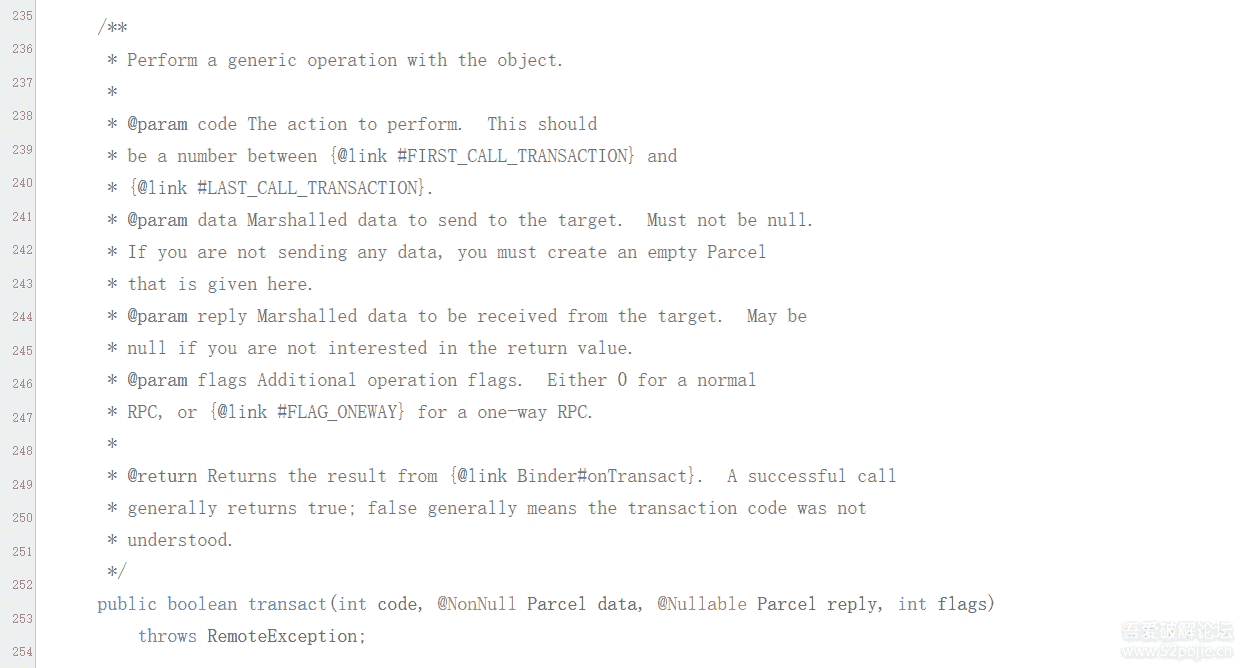 235
/**
236
* Perform a generic operation with the object.
237
*
238
* @param code The action to perform.  This should
239
* be a number between {@link #FIRST_CALL_TRANSACTION} and
240
* {@link #LAST_CALL_TRANSACTION}.
241
* @param data Marshalled data to send to the target.  Must not be null.
242
* If you are not sending any data, you must create an empty Parcel
243
* that is given here.
244
* @param reply Marshalled data to be received from the target.  May be
245
* null if you are not interested in the return value.
246
* @param flags Additional operation flags.  Either 0 for a normal
247
* RPC, or {@link #FLAG_ONEWAY} for a one-way RPC.
248
*
249
* @return Returns the result from {@link Binder#onTransact}.  A successful call
250
* generally returns true; false generally means the transaction code was not
251
* understood.
252
*/
253
public boolean transact(int code, @NonNull Parcel data, @Nullable Parcel reply, int flags)
254
throws RemoteException;
吾爱破解论坛
www.52pojie.cn